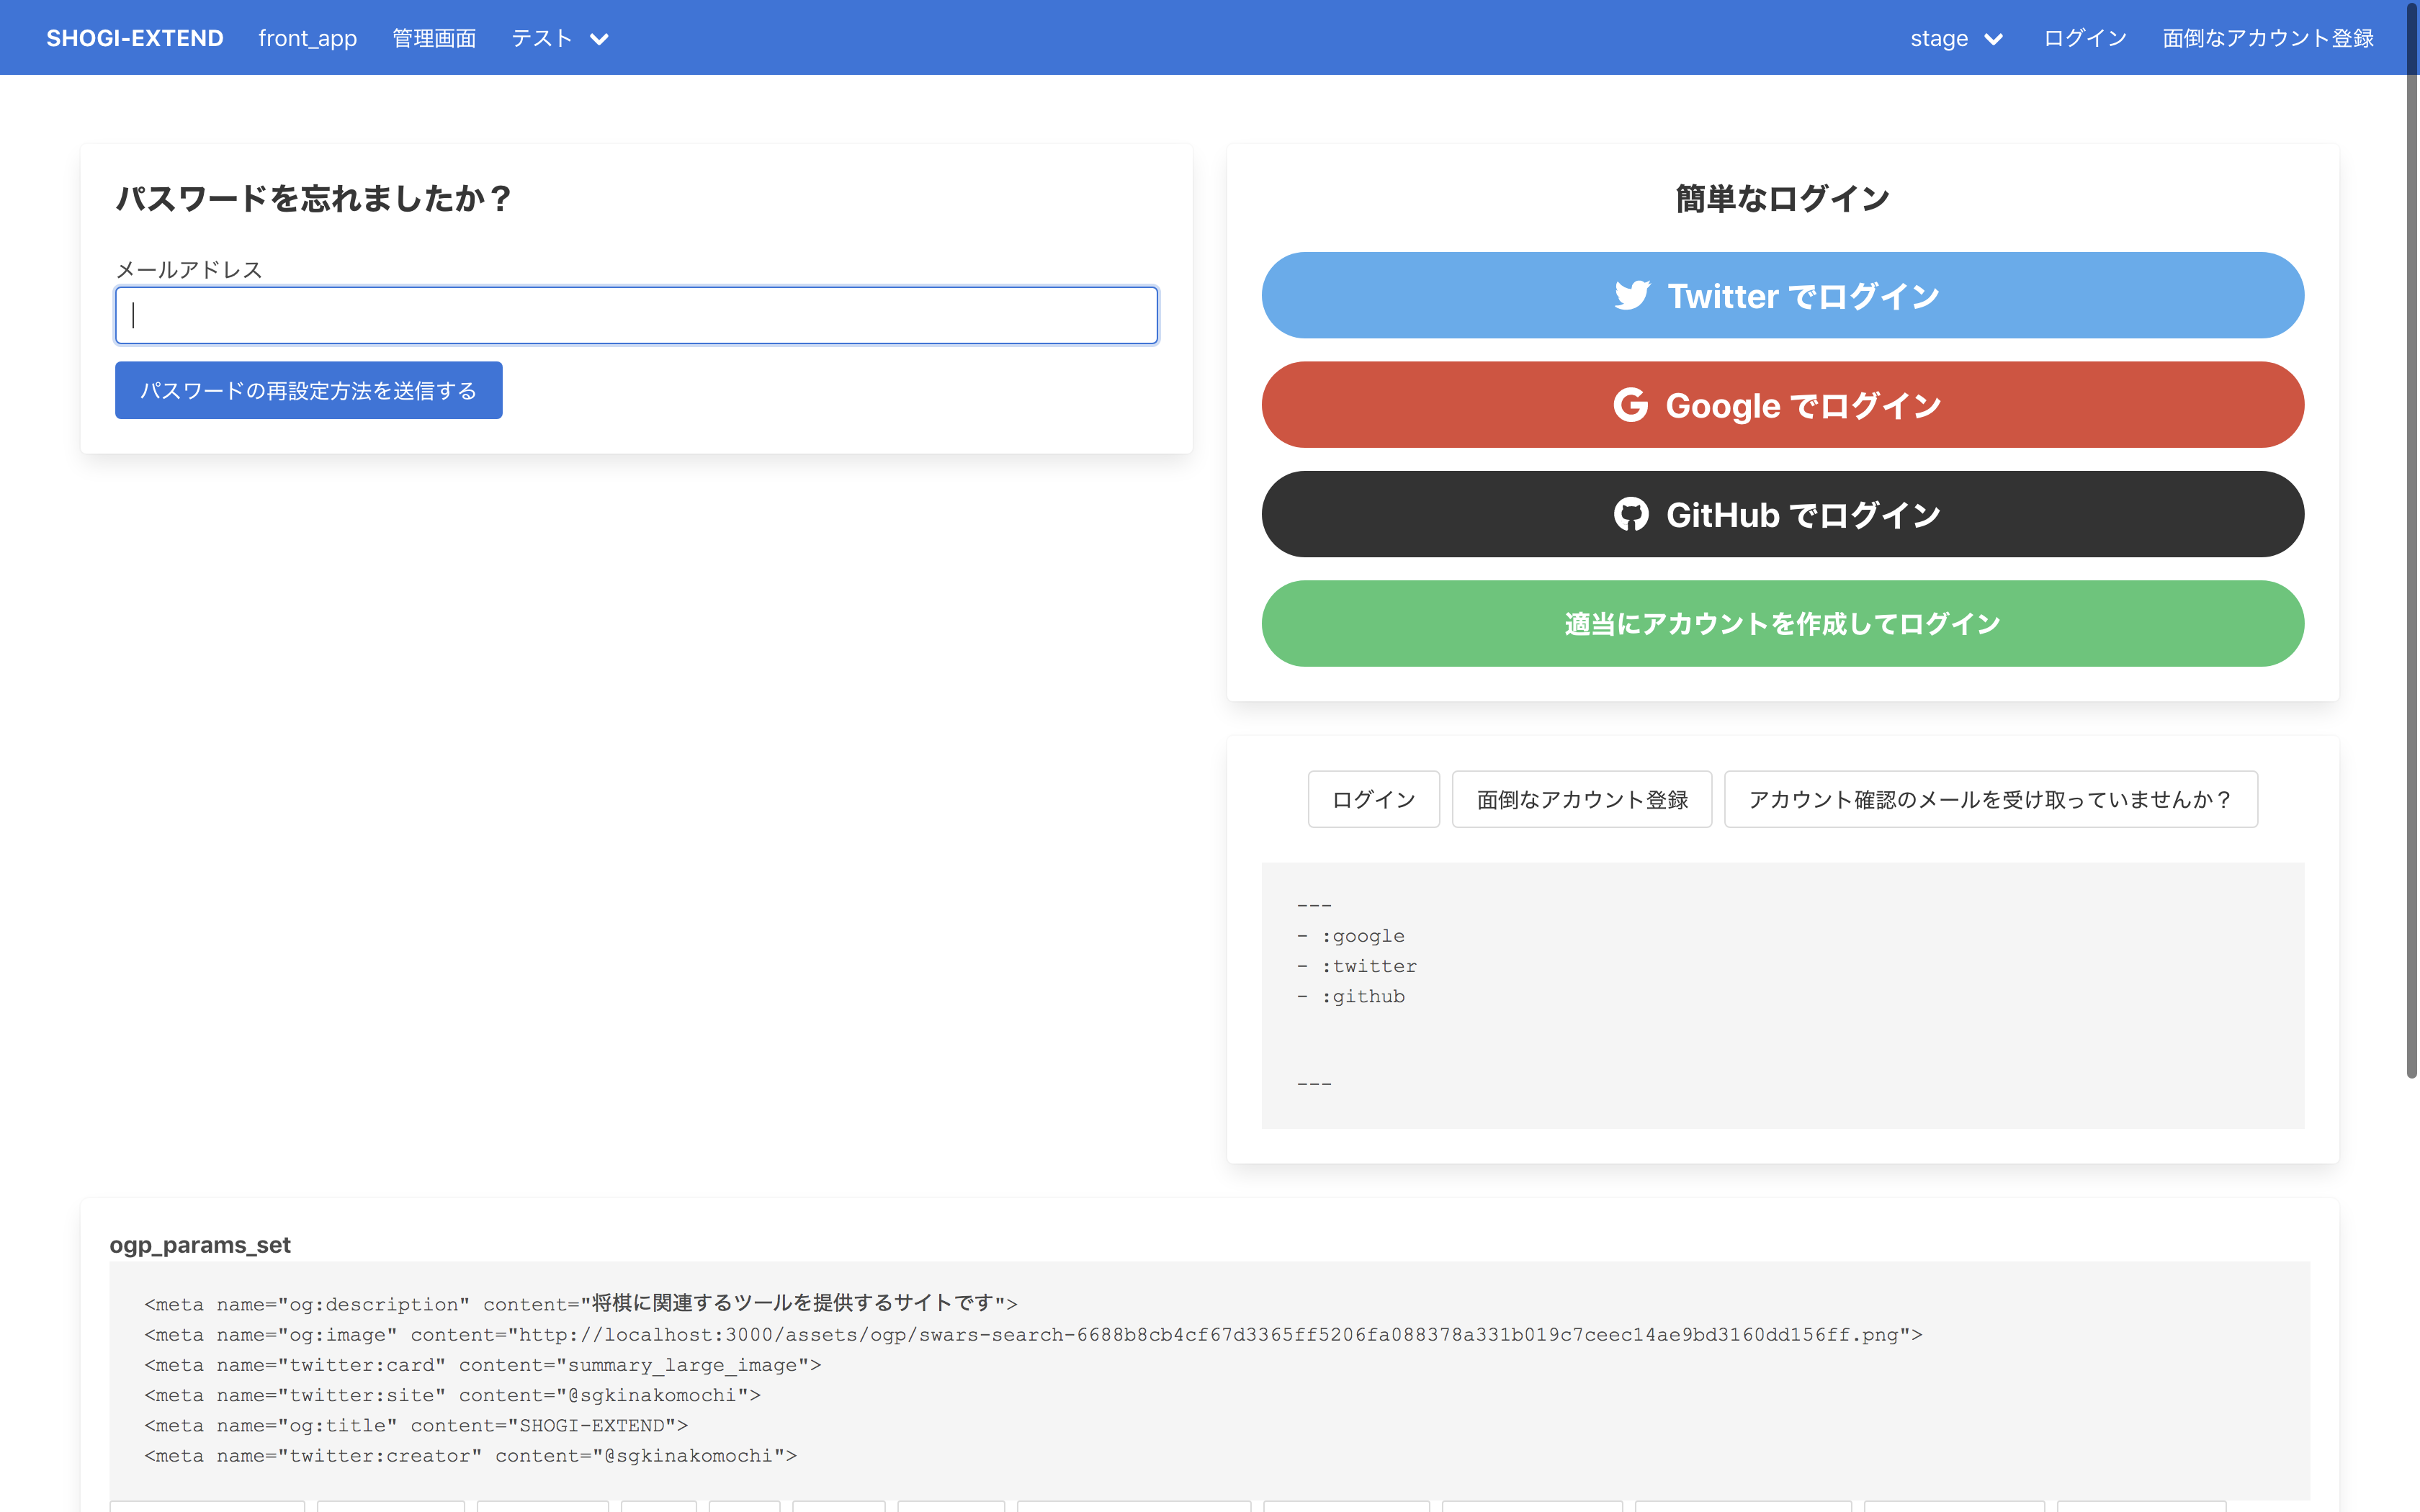 SHOGI-EXTEND front_app 管理画面 テスト stage ログイン 面倒なアカウント登録
パスワードを忘れましたか？
メールアドレス
パスワードの再設定方法を送信する
簡単なログイン
Twitter でログイン
Google でログイン
GitHub でログイン
適当にアカウントを作成してログイン
ログイン 面倒なアカウント登録 アカウント確認のメールを受け取っていませんか？
---
- :google
- :twitter
- :github
---
ogp_params_set
<meta name="og:description" content="将棋に関連するツールを提供するサイトです">
<meta name="og:image" content="http://localhost:3000/assets/ogp/swars-search-6688b8cb4cf67d3365ff5206fa088378a331b019c7ceec14ae9bd3160dd156ff.png">
<meta name="twitter:card" content="summary_large_image">
<meta name="twitter:site" content="@sgkinakomochi">
<meta name="og:title" content="SHOGI-EXTEND">
<meta name="twitter:creator" content="@sgkinakomochi">